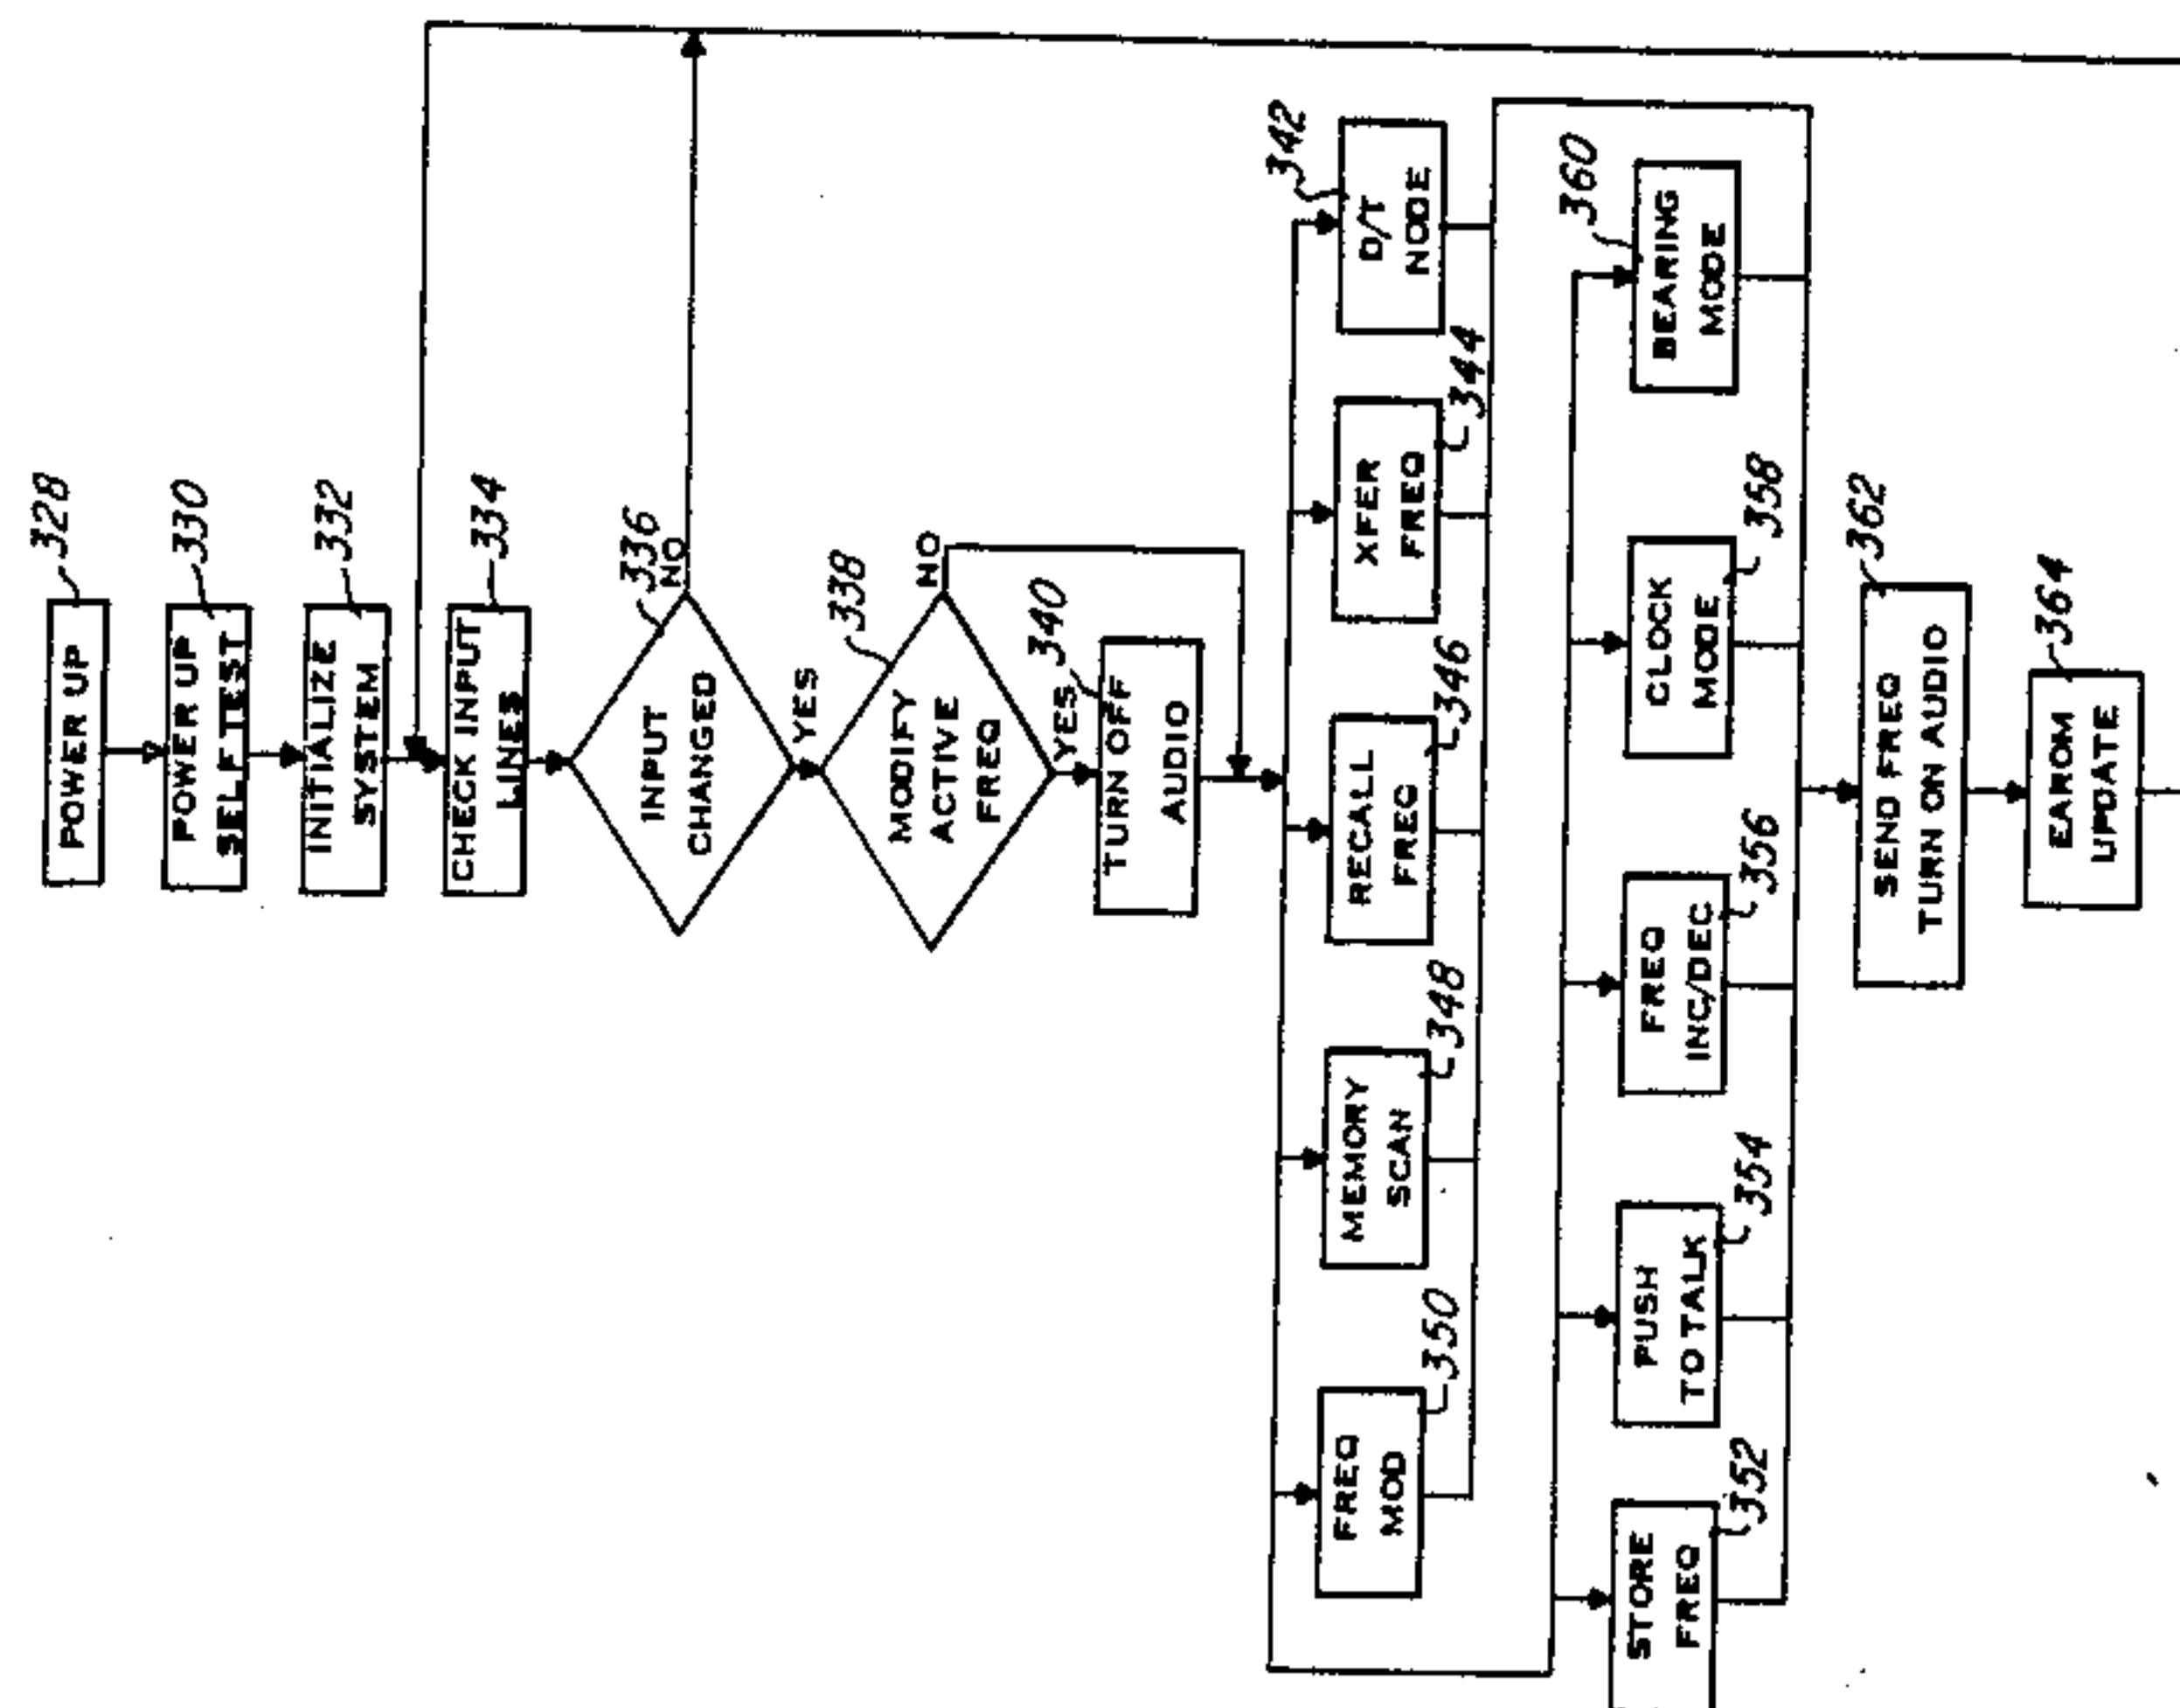 328
POWER UP
330
POWER UP
SELF TEST
332
INITIALIZE
SYSTEM
334
CHECK INPUT
LINES
336
NO
INPUT
CHANGED
YES
338
NO
MODIFY
ACTIVE
FREQ
YES
340
TURN OFF
AUDIO
350
FREQ
MOD
348
MEMORY
SCAN
346
RECALL
FREQ
344
XFER
FREQ
342
D/T
NODE
352
STORE
FREQ
354
PUSH
TO TALK
356
FREQ
INC/DEC
358
CLOCK
MODE
360
BEARING
MODE
362
SEND FREQ
TURN ON AUDIO
364
EAROM
UPDATE